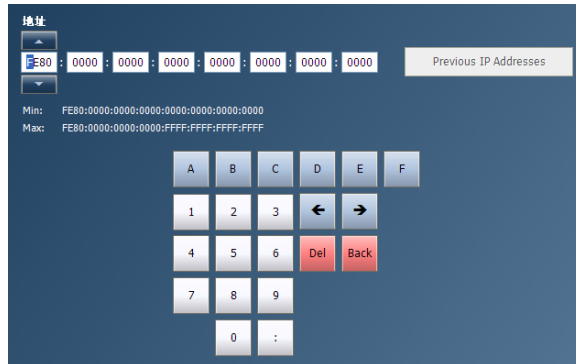 地址
FE80 : 0000 : 0000 : 0000 : 0000 : 0000 : 0000 : 0000
Previous IP Addresses
Min: FE80:0000:0000:0000:0000:0000:0000:0000
Max: FE80:0000:0000:0000:FFFF:FFFF:FFFF:FFFF
A B C D E F
1 2 3 ← →
4 5 6 Del Back
7 8 9
0 :